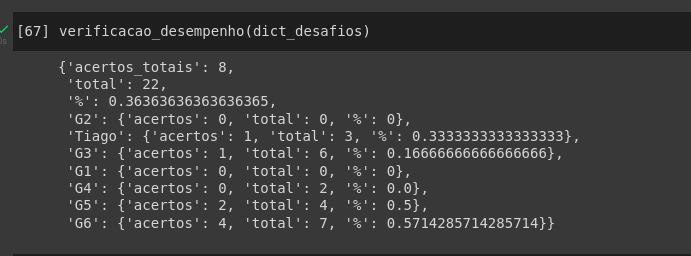 [67] verificacao_desempenho(dict_desafios)
{'acertos_totais': 8,
'total': 22,
'%': 0.36363636363636365,
'G2': {'acertos': 0, 'total': 0, '%': 0},
'Tiago': {'acertos': 1, 'total': 3, '%': 0.3333333333333333},
'G3': {'acertos': 1, 'total': 6, '%': 0.16666666666666666},
'G1': {'acertos': 0, 'total': 0, '%': 0},
'G4': {'acertos': 0, 'total': 2, '%': 0.0},
'G5': {'acertos': 2, 'total': 4, '%': 0.5},
'G6': {'acertos': 4, 'total': 7, '%': 0.5714285714285714}}